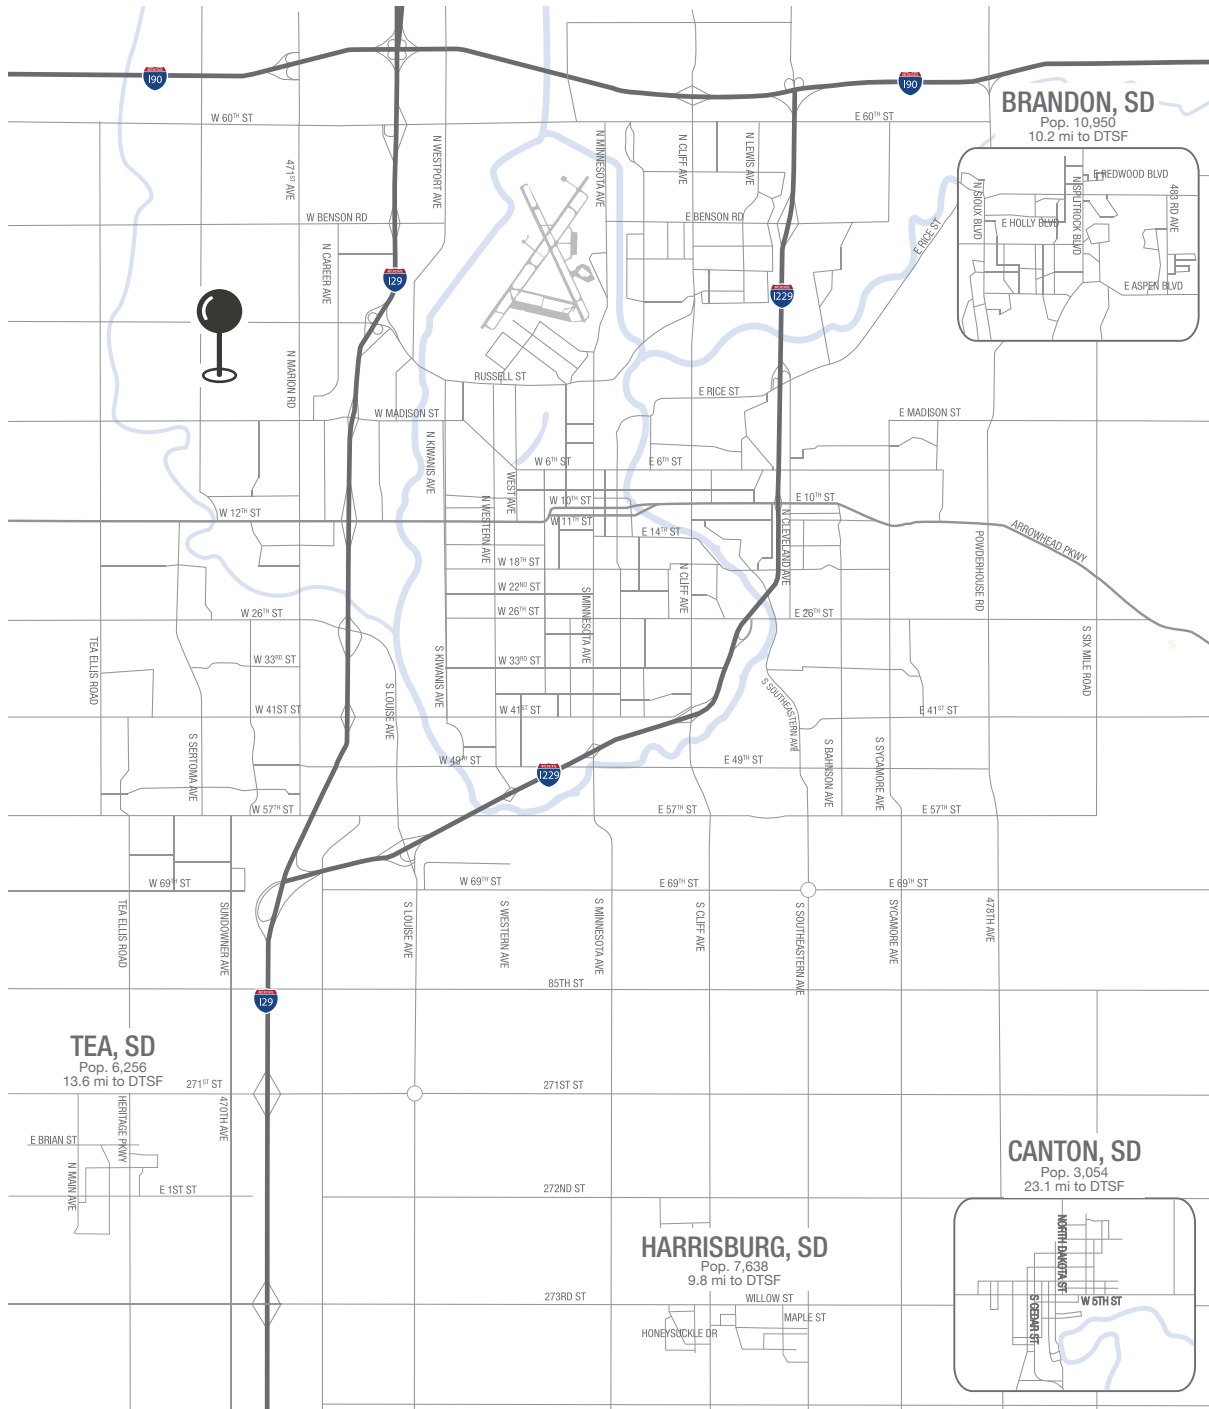 I90
I90
BRANDON, SD
Pop. 10,950
10.2 mi to DTSF
W 60TH ST
E 60TH ST
471ST AVE
N WESTPORT AVE
N MINNESOTA AVE
N CLIFF AVE
N LEWIS AVE
E REDWOOD BLVD
N SIOUX BLVD
N SPLITROCK BLVD
483 RD AVE
E HOLLY BLVD
E ASPEN BLVD
W BENSON RD
E BENSON RD
E RICE ST
N CAREER AVE
I29
I229
N MARION RD
RUSSELL ST
E RICE ST
W MADISON ST
E MADISON ST
N KIWANIS AVE
W 6TH ST
E 6TH ST
WEST AVE
W 10TH ST
E 10TH ST
W 12TH ST
N WESTERN AVE
W 11TH ST
E 14TH ST
N CLEVELAND AVE
ARROWHEAD PKWY
POWDERHOUSE RD
W 18TH ST
N CLIFF AVE
W 22ND ST
S MINNESOTA AVE
W 26TH ST
W 26TH ST
E 26TH ST
TEA ELLIS ROAD
S SIX MILE ROAD
W 33RD ST
S KIWANIS AVE
W 33RD ST
S LOUISE AVE
S SOUTHEASTERN AVE
W 41ST ST
W 41ST ST
E 41ST ST
S SERTOMA AVE
S BAHNSON AVE
S SYCAMORE AVE
W 49TH ST
E 49TH ST
I229
W 57TH ST
E 57TH ST
E 57TH ST
W 69TH ST
W 69TH ST
E 69TH ST
E 69TH ST
TEA ELLIS ROAD
SUNDOWNER AVE
S LOUISE AVE
S WESTERN AVE
S MINNESOTA AVE
S CLIFF AVE
S SOUTHEASTERN AVE
SYCAMORE AVE
478TH AVE
85TH ST
I29
TEA, SD
Pop. 6,256
13.6 mi to DTSF
271ST ST
271ST ST
HERITAGE PKWY
470TH AVE
E BRIAN ST
N MAIN AVE
E 1ST ST
272ND ST
CANTON, SD
Pop. 3,054
23.1 mi to DTSF
NORTH DAKOTA ST
W 5TH ST
S CEDAR ST
HARRISBURG, SD
Pop. 7,638
9.8 mi to DTSF
273RD ST
WILLOW ST
MAPLE ST
HONEYSUCKLE DR